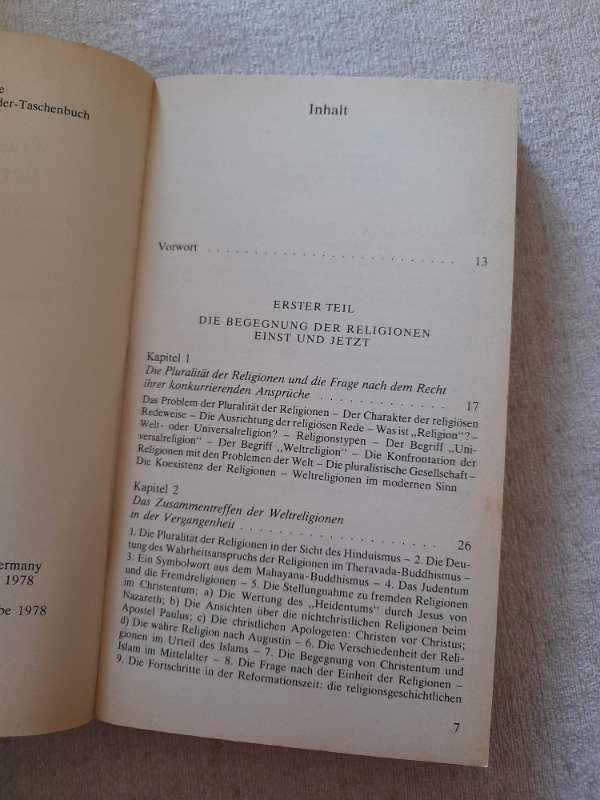 der-Taschenbuch
ermany
1978
be 1978
Inhalt
Vorwort . . . . . . . . . . . . . . . . . . . . . . . . . . 13
ERSTER TEIL
DIE BEGEGNUNG DER RELIGIONEN
EINST UND JETZT
Kapitel 1
Die Pluralität der Religionen und die Frage nach dem Recht
ihrer konkurrierenden Ansprüche . . . . . . . . . . . . . 17
Das Problem der Pluralität der Religionen – Der Charakter der religiösen
Redeweise – Die Ausrichtung der religiösen Rede – Was ist „Religion“? –
Welt- oder Universalreligion? – Religionstypen – Der Begriff „Uni-
versalreligion“ – Der Begriff „Weltreligion“ – Die Konfrontation der
Religionen mit den Problemen der Welt – Die pluralistische Gesellschaft –
Die Koexistenz der Religionen – Weltreligionen im modernen Sinn
Kapitel 2
Das Zusammentreffen der Weltreligionen
in der Vergangenheit . . . . . . . . . . . . . . . . . . . 26
1. Die Pluralität der Religionen in der Sicht des Hinduismus – 2. Die Deu-
tung des Wahrheitsanspruchs der Religionen im Theravada-Buddhismus –
3. Ein Symbolwort aus dem Mahayana-Buddhismus – 4. Das Judentum
und die Fremdreligionen – 5. Die Stellungnahme zu fremden Religionen
im Christentum; a) Die Wertung des „Heidentums“ durch Jesus von
Nazareth; b) Die Ansichten über die nichtchristlichen Religionen beim
Apostel Paulus; c) Die christlichen Apologeten: Christen vor Christus;
d) Die wahre Religion nach Augustin – 6. Die Verschiedenheit der Reli-
gionen im Urteil des Islams – 7. Die Begegnung von Christentum und
Islam im Mittelalter – 8. Die Frage nach der Einheit der Religionen –
9. Die Fortschritte in der Reformationszeit: die religionsgeschichtlichen
7